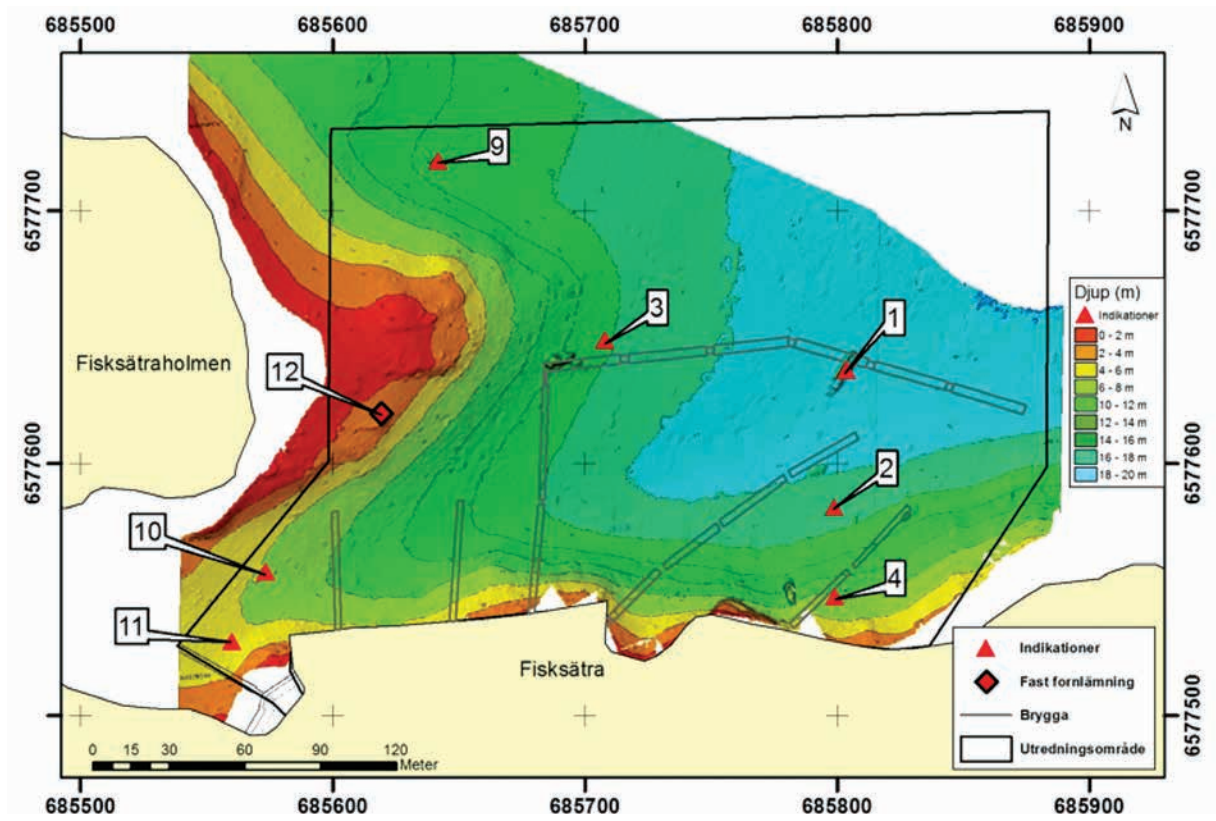 685500 685600 685700 685800 685900
N
9
6577700 6577700
3
1
Djup (m)
Indikationer
0 - 2 m
2 - 4 m
4 - 6 m
6 - 8 m
10 - 12 m
12 - 14 m
14 - 16 m
16 - 18 m
18 - 20 m
Fisksätraholmen
12
6577600 6577600
2
10
4
11
Fisksätra
Indikationer
Fast fornlämning
Brygga
Utredningsområde
6577500 6577500
0 15 30 60 90 120
Meter
685500 685600 685700 685800 685900